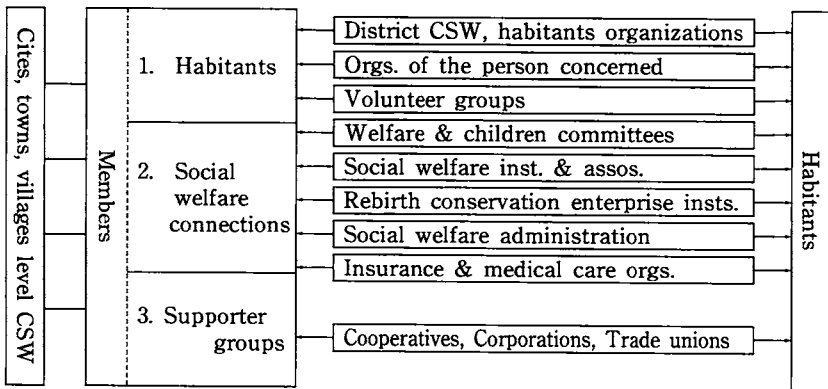 Cites, towns, villages level CSW
Members
1. Habitants
2. Social
welfare
connections
3. Supporter
groups
District CSW, habitants organizations
Orgs. of the person concerned
Volunteer groups
Welfare & children committees
Social welfare inst. & assos.
Rebirth conservation enterprise insts.
Social welfare administration
Insurance & medical care orgs.
Cooperatives, Corporations, Trade unions
Habitants